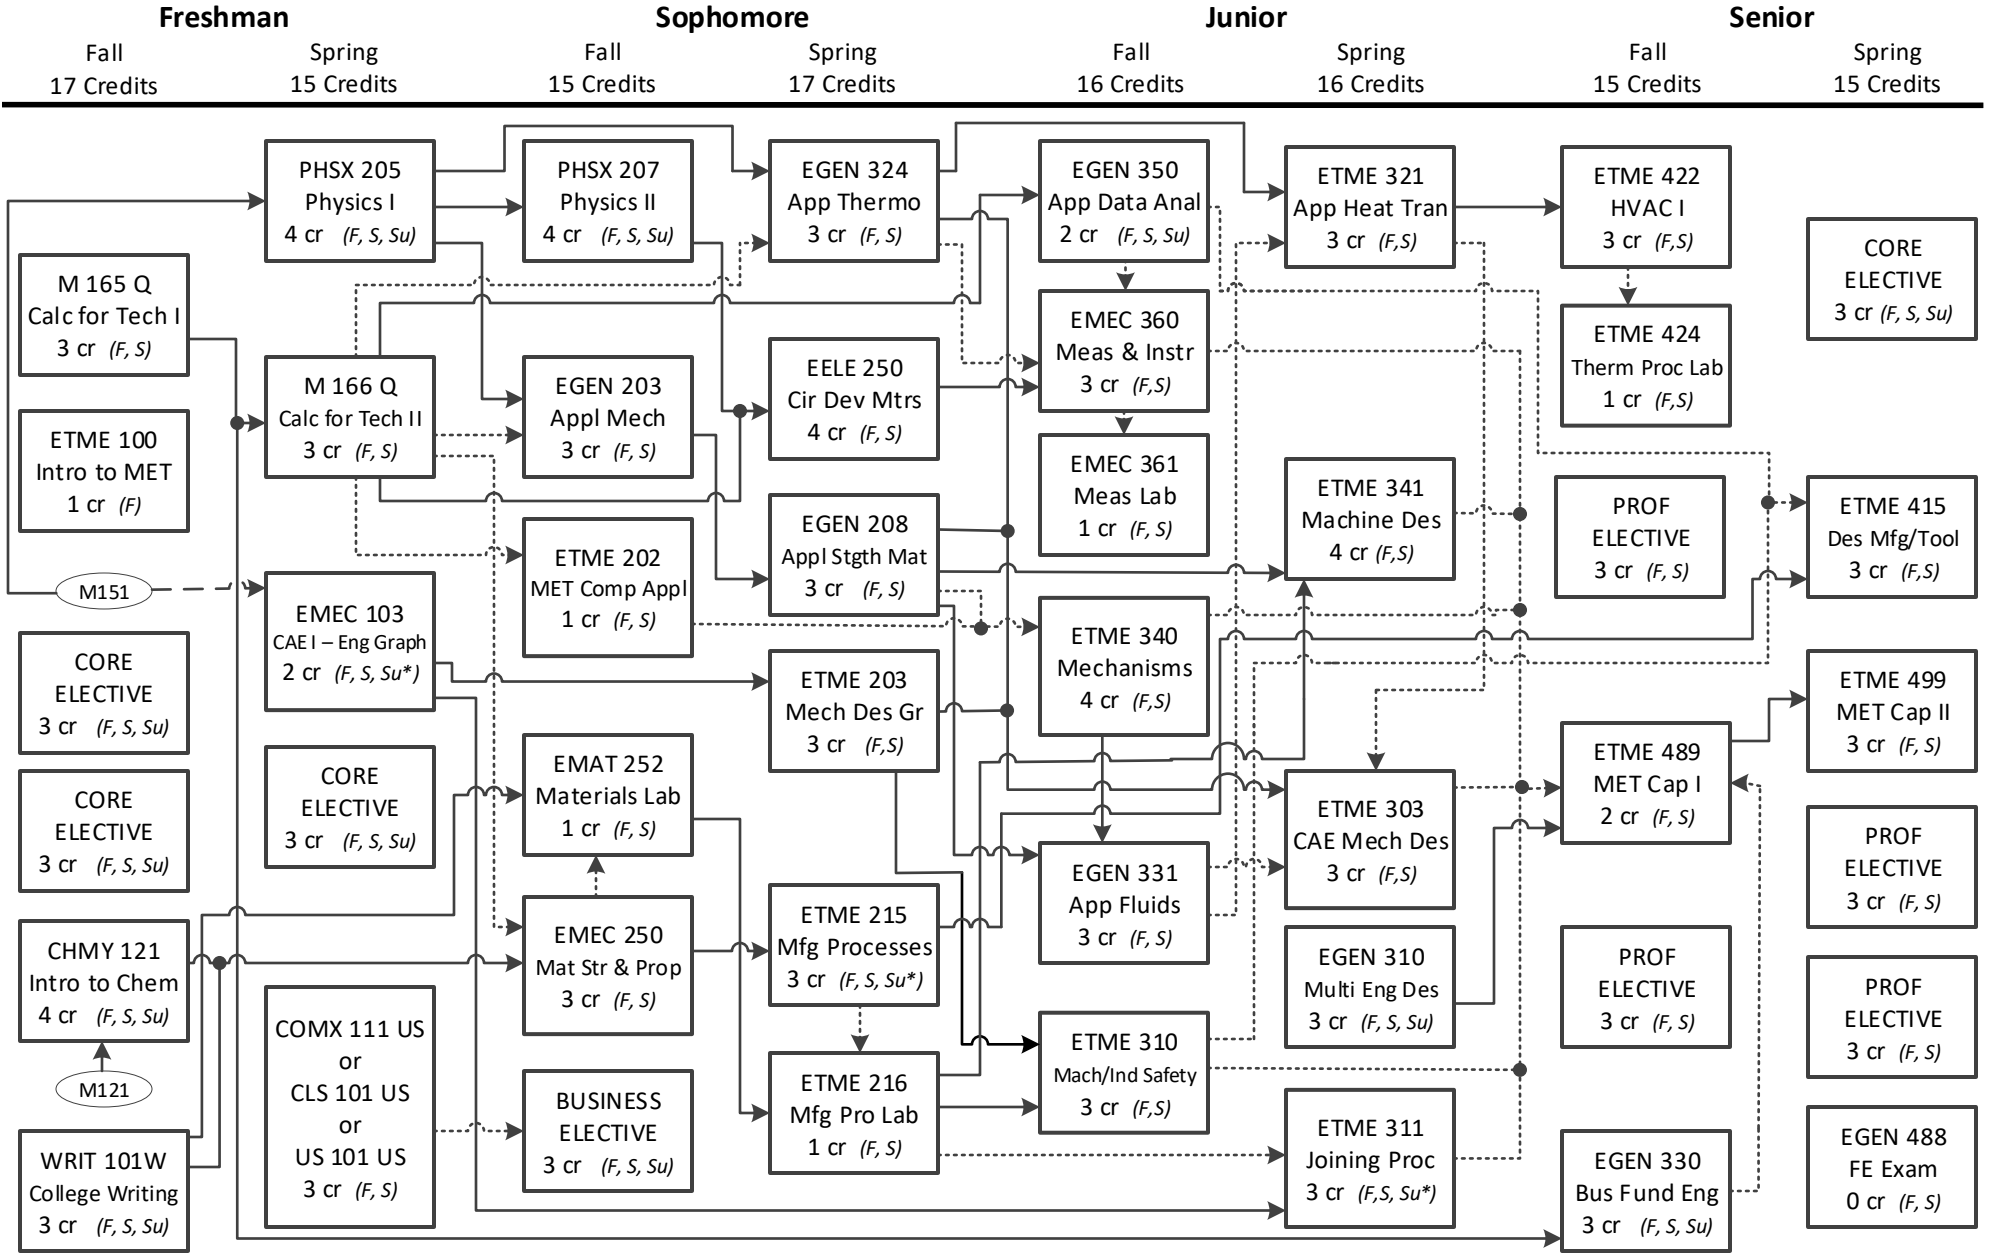 Freshman
Sophomore
Junior
Senior
Fall
17 Credits
Spring
15 Credits
Fall
15 Credits
Spring
17 Credits
Fall
16 Credits
Spring
16 Credits
Fall
15 Credits
Spring
15 Credits
M 165 Q
Calc for Tech I
3 cr (F, S)
ETME 100
Intro to MET
1 cr (F)
M151
CORE
ELECTIVE
3 cr (F, S, Su)
CORE
ELECTIVE
3 cr (F, S, Su)
CHMY 121
Intro to Chem
4 cr (F, S, Su)
M121
WRIT 101W
College Writing
3 cr (F, S, Su)
PHSX 205
Physics I
4 cr (F, S, Su)
M 166 Q
Calc for Tech II
3 cr (F, S)
EMEC 103
CAE I – Eng Graph
2 cr (F, S, Su*)
CORE
ELECTIVE
3 cr (F, S, Su)
COMX 111 US
or
CLS 101 US
or
US 101 US
3 cr (F, S)
PHSX 207
Physics II
4 cr (F, S, Su)
EGEN 203
Appl Mech
3 cr (F, S)
ETME 202
MET Comp Appl
1 cr (F, S)
EMAT 252
Materials Lab
1 cr (F, S)
EMEC 250
Mat Str & Prop
3 cr (F, S)
BUSINESS
ELECTIVE
3 cr (F, S, Su)
EGEN 324
App Thermo
3 cr (F, S)
EELE 250
Cir Dev Mtrs
4 cr (F, S)
EGEN 208
Appl Stgth Mat
3 cr (F, S)
ETME 203
Mech Des Gr
3 cr (F,S)
ETME 215
Mfg Processes
3 cr (F, S, Su*)
ETME 216
Mfg Pro Lab
1 cr (F, S)
EGEN 350
App Data Anal
2 cr (F, S, Su)
EMEC 360
Meas & Instr
3 cr (F,S)
EMEC 361
Meas Lab
1 cr (F, S)
ETME 340
Mechanisms
4 cr (F,S)
EGEN 331
App Fluids
3 cr (F, S)
ETME 310
Mach/Ind Safety
3 cr (F,S)
ETME 321
App Heat Tran
3 cr (F,S)
ETME 341
Machine Des
4 cr (F,S)
ETME 303
CAE Mech Des
3 cr (F,S)
EGEN 310
Multi Eng Des
3 cr (F, S, Su)
ETME 311
Joining Proc
3 cr (F,S, Su*)
ETME 422
HVAC I
3 cr (F,S)
ETME 424
Therm Proc Lab
1 cr (F,S)
PROF
ELECTIVE
3 cr (F, S)
ETME 489
MET Cap I
2 cr (F, S)
PROF
ELECTIVE
3 cr (F, S)
EGEN 330
Bus Fund Eng
3 cr (F, S, Su)
CORE
ELECTIVE
3 cr (F, S, Su)
ETME 415
Des Mfg/Tool
3 cr (F,S)
ETME 499
MET Cap II
3 cr (F, S)
PROF
ELECTIVE
3 cr (F, S)
PROF
ELECTIVE
3 cr (F, S)
EGEN 488
FE Exam
0 cr (F, S)